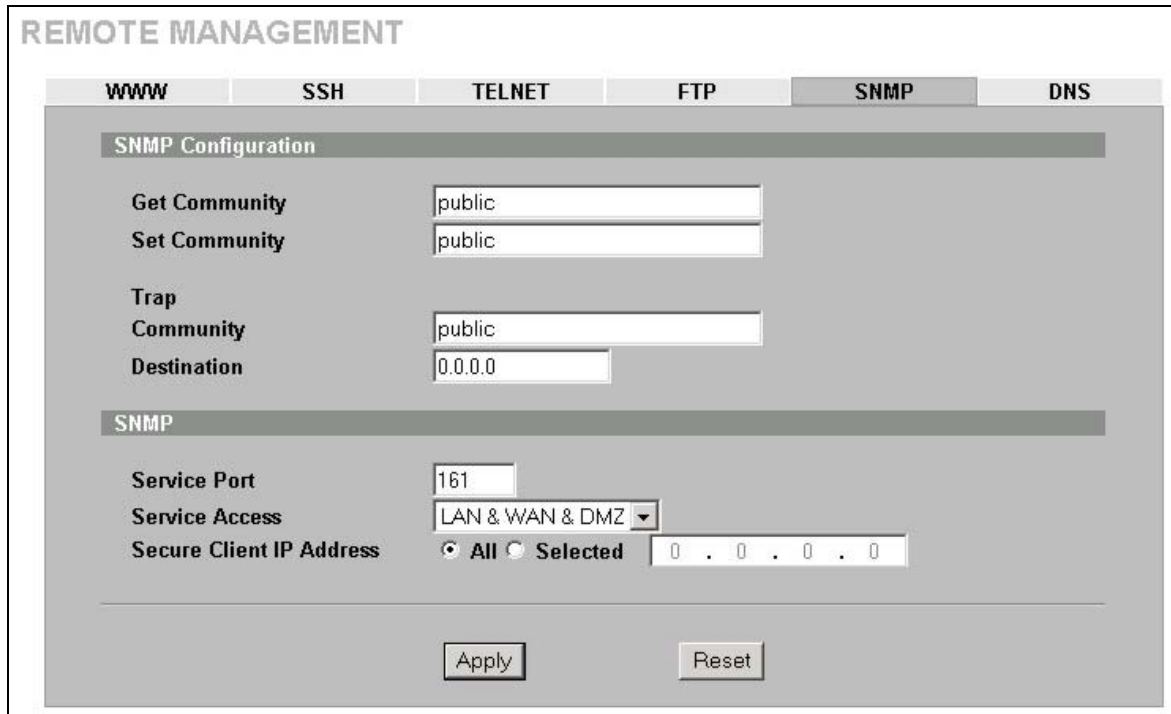 REMOTE MANAGEMENT
WWW SSH TELNET FTP SNMP DNS
SNMP Configuration
Get Community public
Set Community public
Trap
Community public
Destination 0.0.0.0
SNMP
Service Port 161
Service Access LAN & WAN & DMZ
Secure Client IP Address All Selected 0 . 0 . 0 . 0
Apply Reset